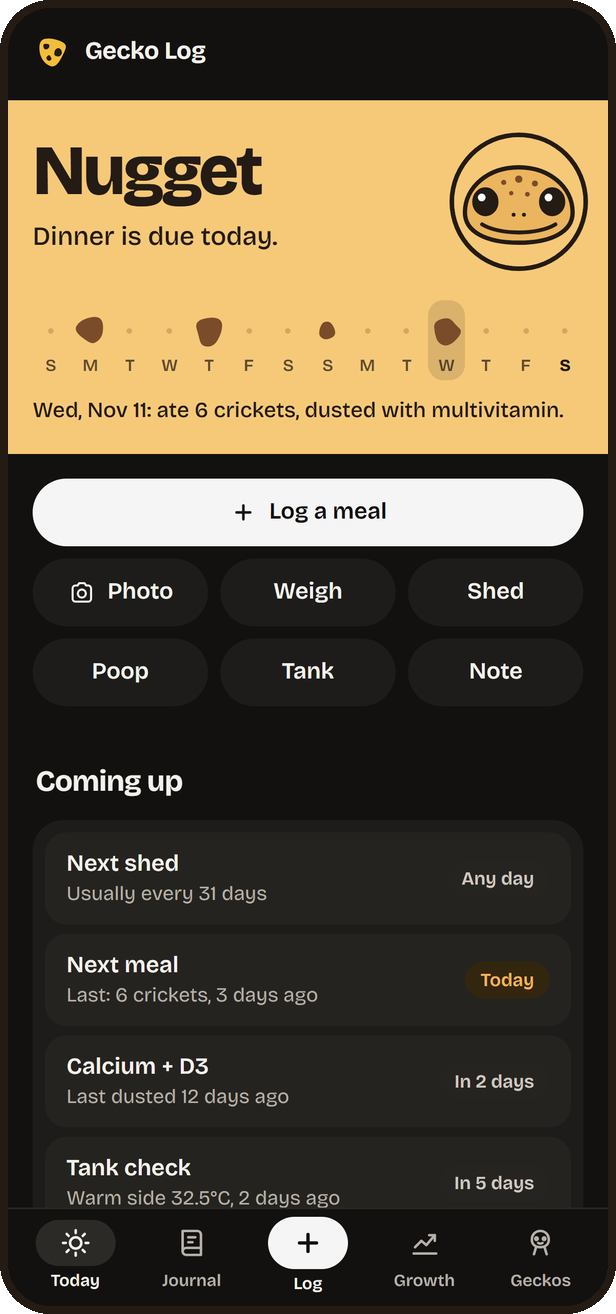 Gecko Log
Nugget
Dinner is due today.
S M T W T F S S M T W T F S
Wed, Nov 11: ate 6 crickets, dusted with multivitamin.
+ Log a meal
Photo
Weigh
Shed
Poop
Tank
Note
Coming up
Next shed
Usually every 31 days
Any day
Next meal
Last: 6 crickets, 3 days ago
Today
Calcium + D3
Last dusted 12 days ago
In 2 days
Tank check
Warm side 32.5°C, 2 days ago
In 5 days
Today
Journal
Log
Growth
Geckos